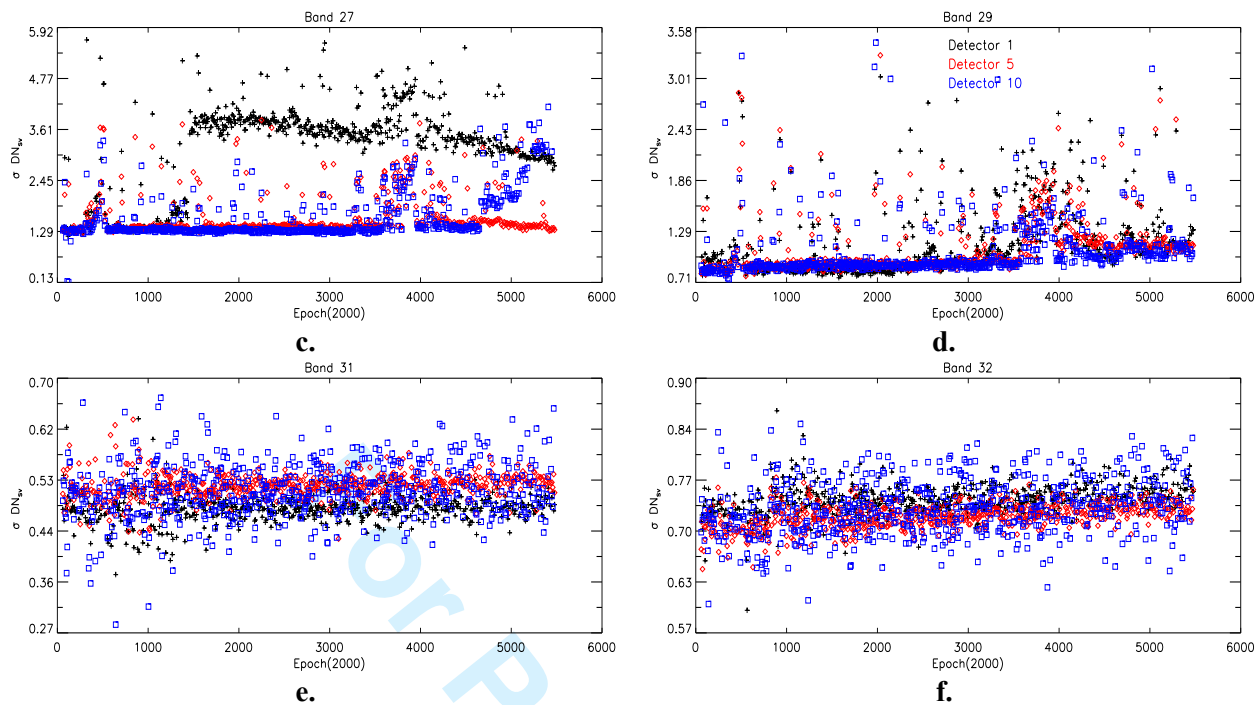 Band 27
5.92
4.77
3.61
2.45
1.29
0.13
σ DNsv
0 1000 2000 3000 4000 5000 6000
Epoch(2000)
c.
Band 29
Detector 1
Detector 5
Detector 10
3.58
3.01
2.43
1.86
1.29
0.71
σ DNsv
0 1000 2000 3000 4000 5000 6000
Epoch(2000)
d.
Band 31
0.70
0.62
0.53
0.44
0.36
0.27
σ DNsv
0 1000 2000 3000 4000 5000 6000
Epoch(2000)
e.
Band 32
0.90
0.84
0.77
0.70
0.63
0.57
σ DNsv
0 1000 2000 3000 4000 5000 6000
Epoch(2000)
f.
or P